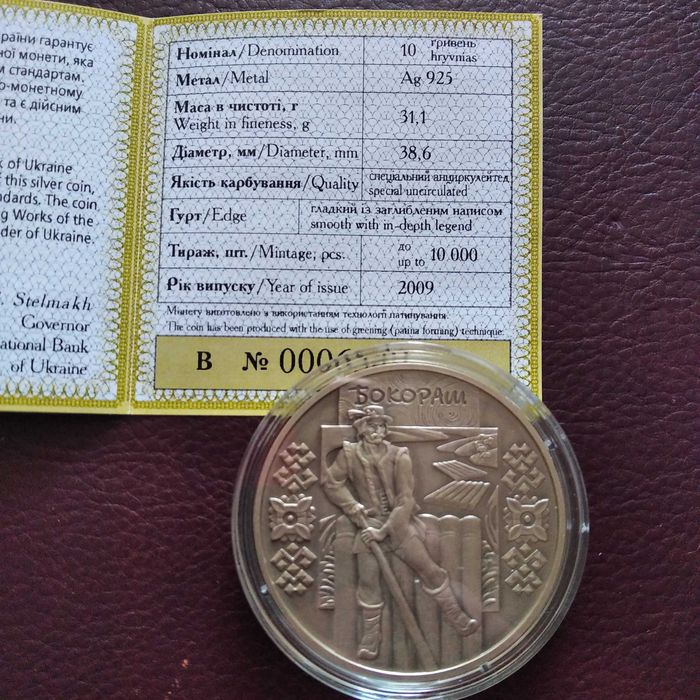 раїни гарантує
ної монети, яка
м стандартам.
о-монетному
та є дійсним
ни.
k of Ukraine
f this silver coin,
ndards. The coin
g Works of the
der of Ukraine.
Stelmakh
Governor
ational Bank
of Ukraine
Номінал/Denomination 10 гривень hryvnias
Метал/Metal Ag 925
Маса в чистоті, г
Weight in fineness, g 31,1
Діаметр, мм/Diameter, mm 38,6
Якість карбування/Quality спеціальний анциркулейтед special uncirculated
Гурт/Edge гладкий із заглибленим написом smooth with in-depth legend
Тираж, шт./Mintage, pcs. до up to 10 000
Рік випуску/Year of issue 2009
Монету виготовлено з використанням технології патинування.
The coin has been produced with the use of greening (patina forming) technique.
В № 000
БОКОРАШ